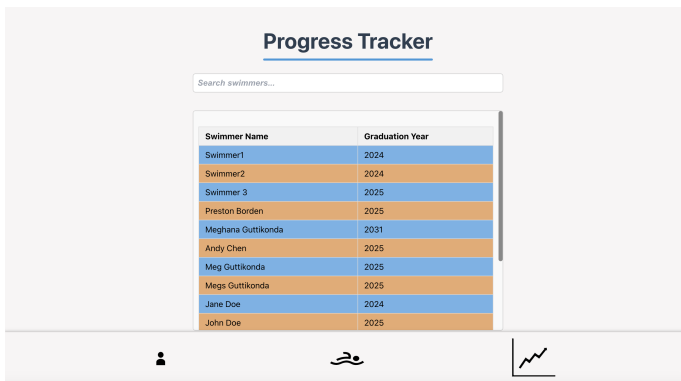 Progress Tracker
Search swimmers...
Swimmer Name Graduation Year
Swimmer1 2024
Swimmer2 2024
Swimmer 3 2025
Preston Borden 2025
Meghana Guttikonda 2031
Andy Chen 2025
Meg Guttikonda 2025
Megs Guttikonda 2025
Jane Doe 2024
John Doe 2025